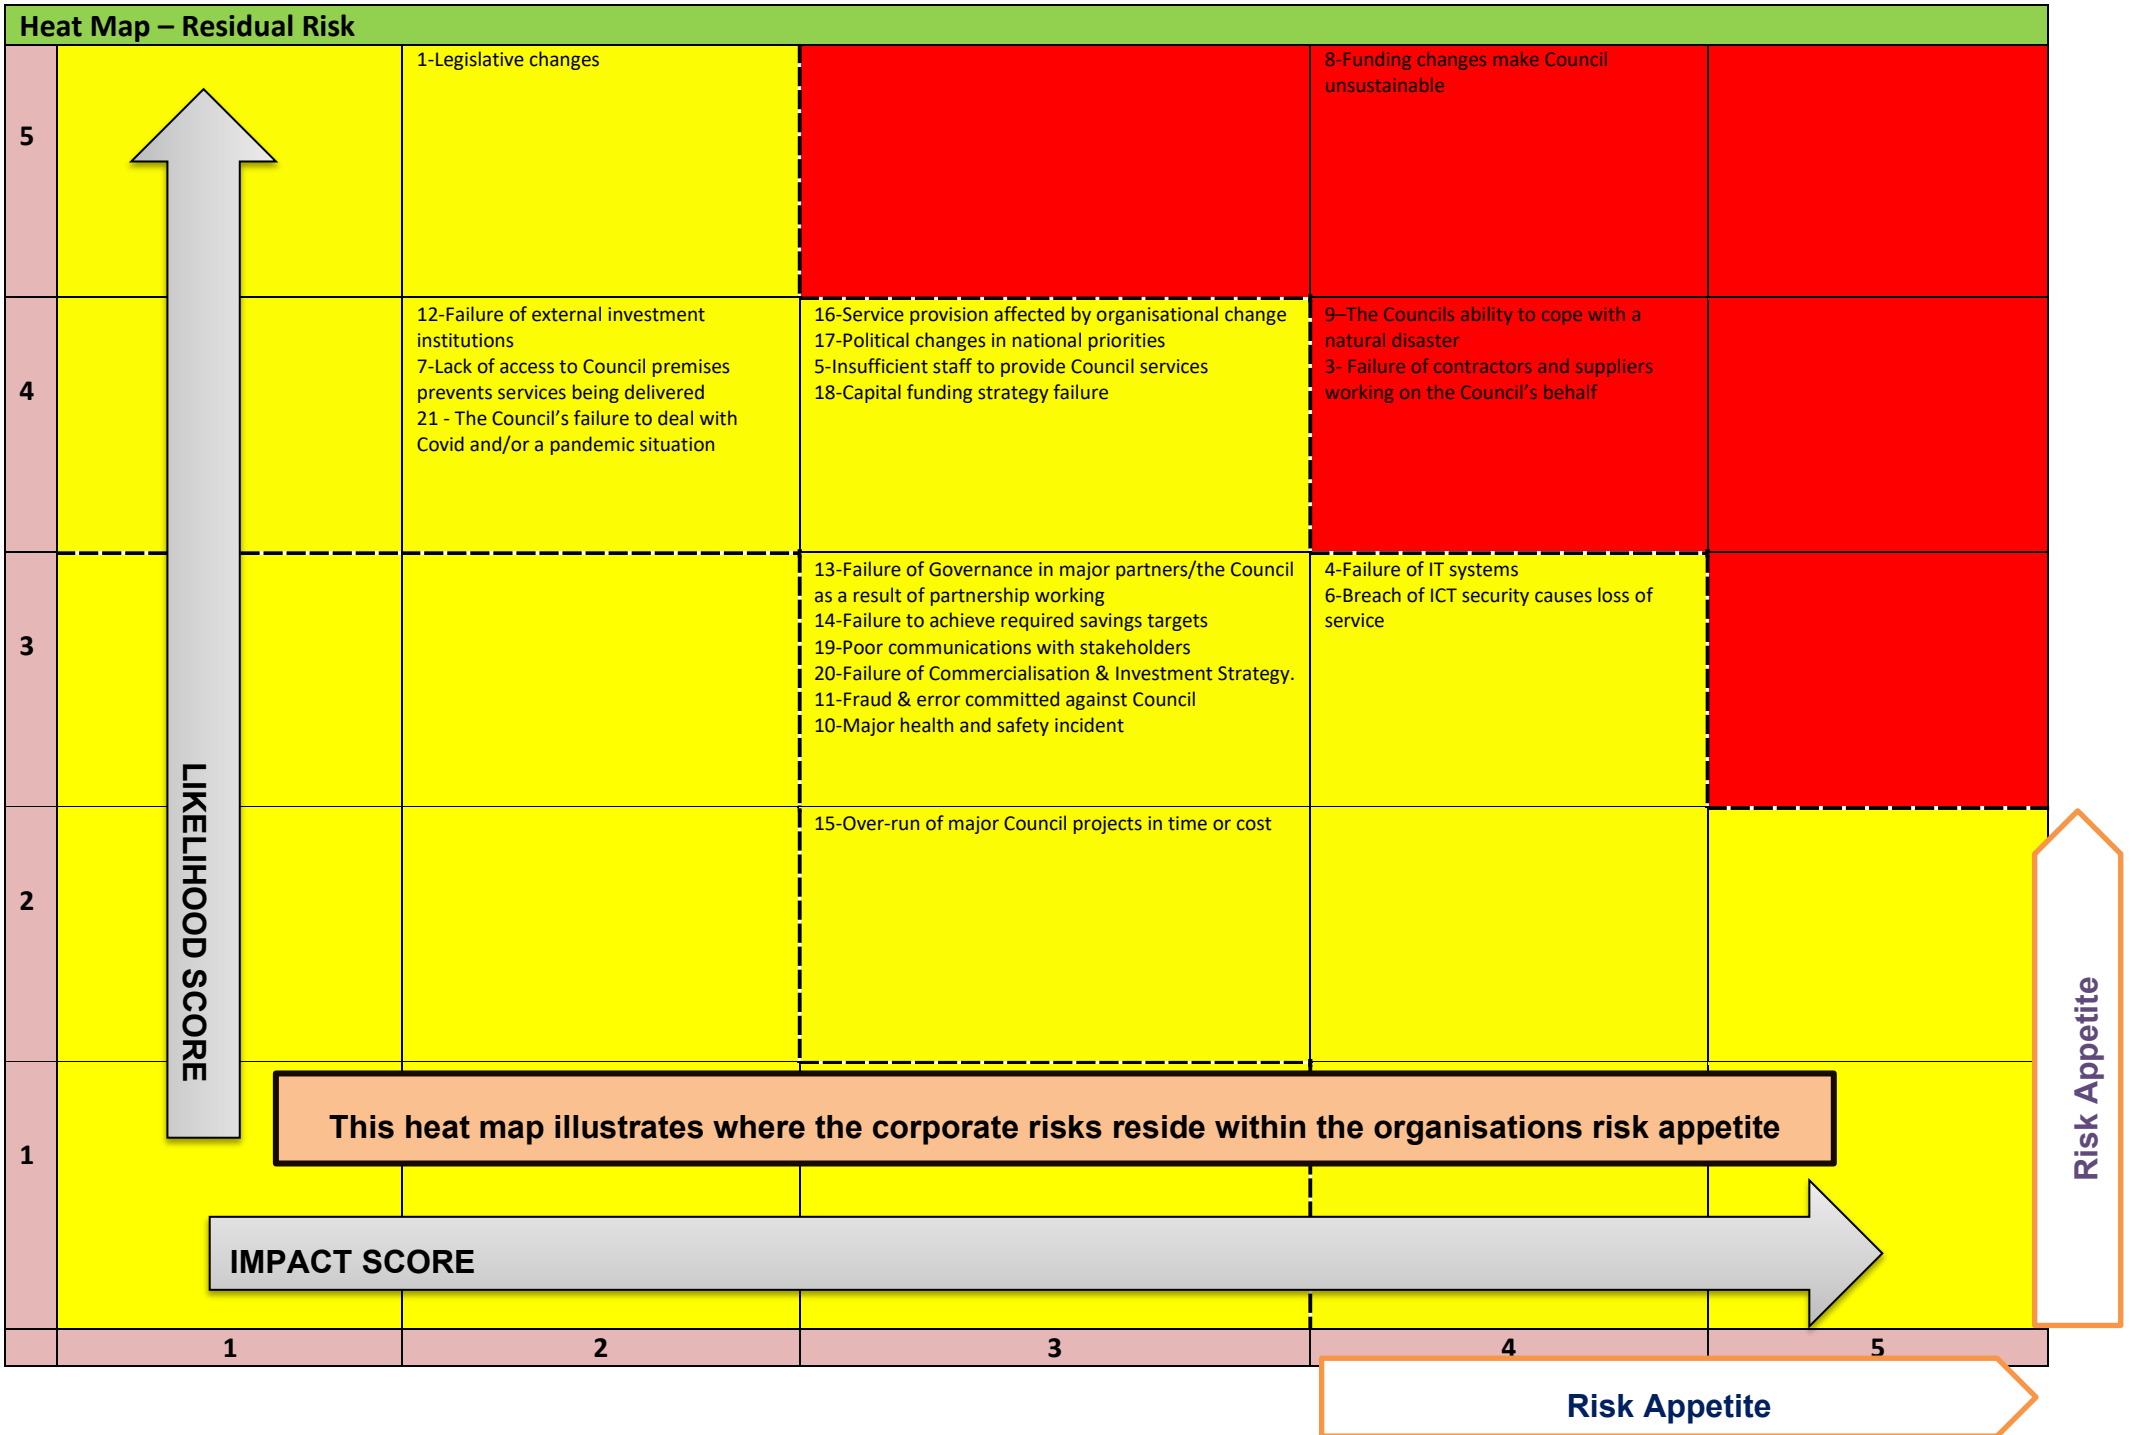 Heat Map – Residual Risk
5
1-Legislative changes
8-Funding changes make Council
unsustainable
4
12-Failure of external investment
institutions
7-Lack of access to Council premises
prevents services being delivered
21 - The Council’s failure to deal with
Covid and/or a pandemic situation
16-Service provision affected by organisational change
17-Political changes in national priorities
5-Insufficient staff to provide Council services
18-Capital funding strategy failure
9–The Councils ability to cope with a
natural disaster
3- Failure of contractors and suppliers
working on the Council’s behalf
3
13-Failure of Governance in major partners/the Council
as a result of partnership working
14-Failure to achieve required savings targets
19-Poor communications with stakeholders
20-Failure of Commercialisation & Investment Strategy.
11-Fraud & error committed against Council
10-Major health and safety incident
4-Failure of IT systems
6-Breach of ICT security causes loss of
service
LIKELIHOOD SCORE
2
15-Over-run of major Council projects in time or cost
1
This heat map illustrates where the corporate risks reside within the organisations risk appetite
IMPACT SCORE
Risk Appetite
1
2
3
4
5
Risk Appetite